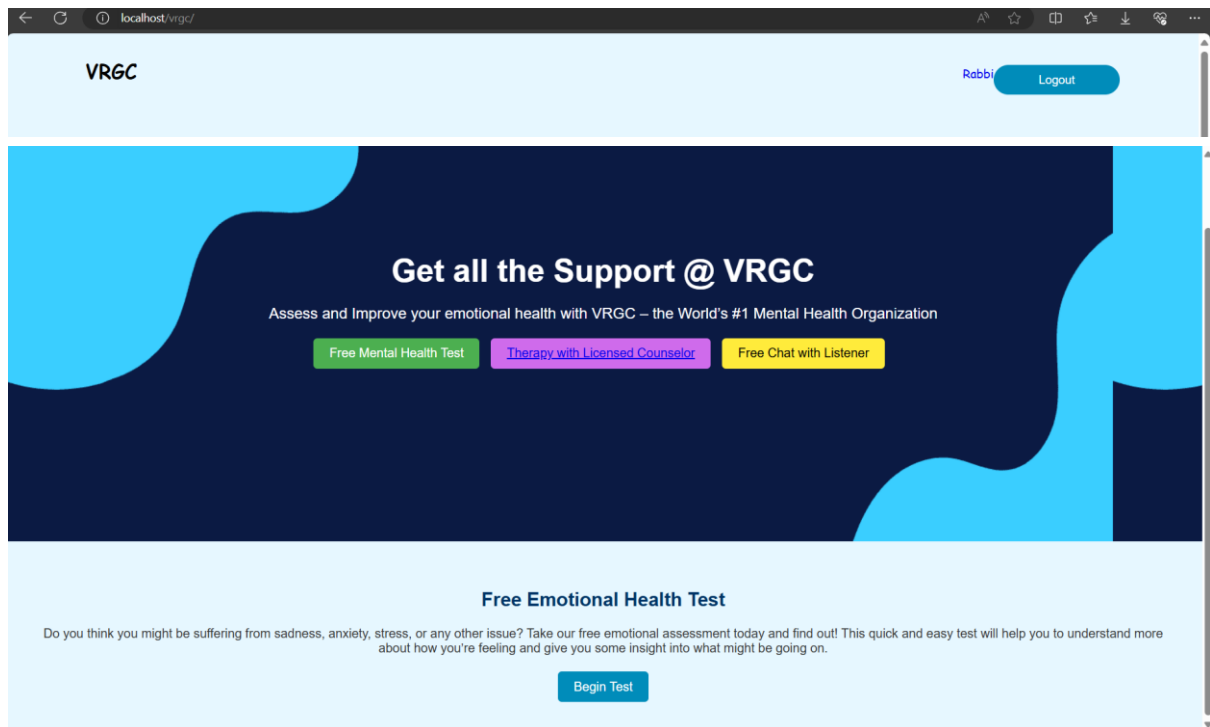 localhost/vrgc/
VRGC
Rabbi
Logout
Get all the Support @ VRGC
Assess and Improve your emotional health with VRGC – the World's #1 Mental Health Organization
Free Mental Health Test
Therapy with Licensed Counselor
Free Chat with Listener
Free Emotional Health Test
Do you think you might be suffering from sadness, anxiety, stress, or any other issue? Take our free emotional assessment today and find out! This quick and easy test will help you to understand more
about how you're feeling and give you some insight into what might be going on.
Begin Test